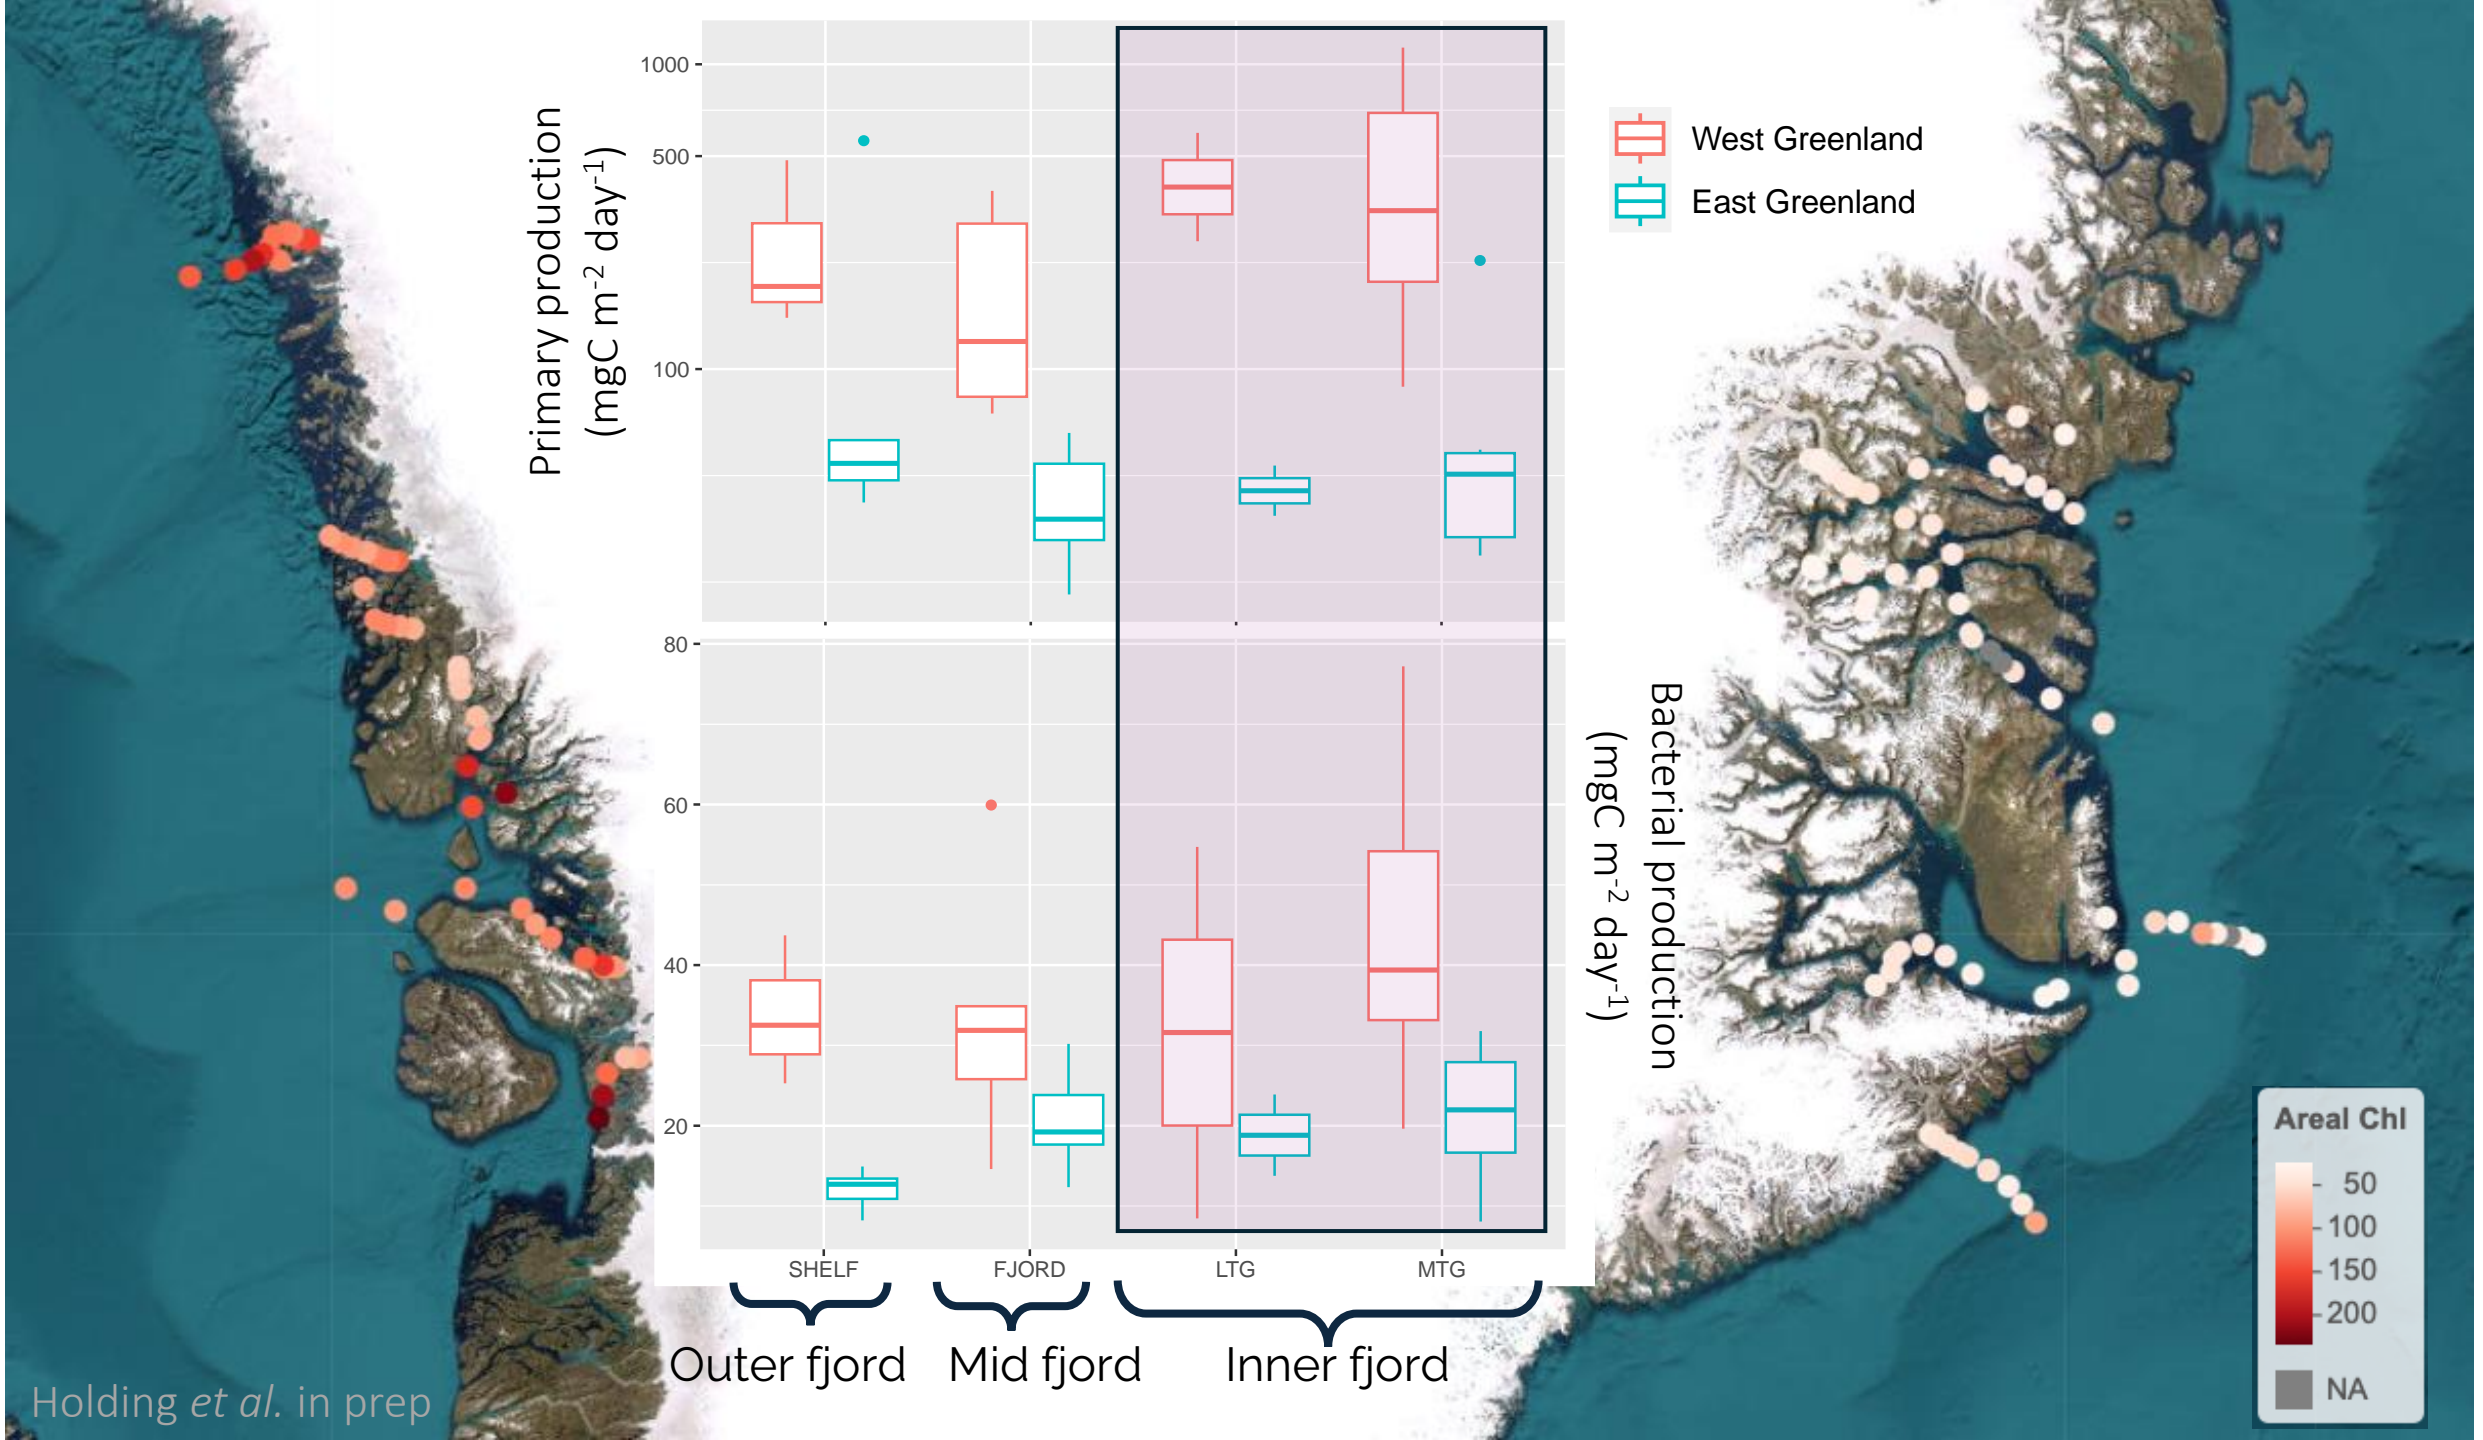 Primary production
(mgC m-2 day-1)
1000
500
100
West Greenland
East Greenland
80
60
40
20
Bacterial production
(mgC m-2 day-1)
SHELF FJORD LTG MTG
Outer fjord Mid fjord Inner fjord
Areal Chl
50
100
150
200
NA
Holding et al. in prep